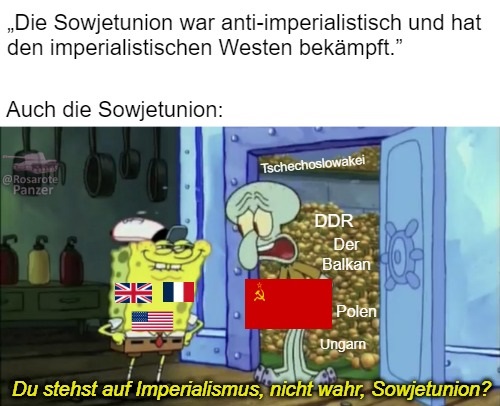 „Die Sowjetunion war anti-imperialistisch und hat
den imperialistischen Westen bekämpft.”
Auch die Sowjetunion:
Tschechoslowakei
@Rosarote
Panzer
DDR
Der
Balkan
Polen
Ungarn
Du stehst auf Imperialismus, nicht wahr, Sowjetunion?